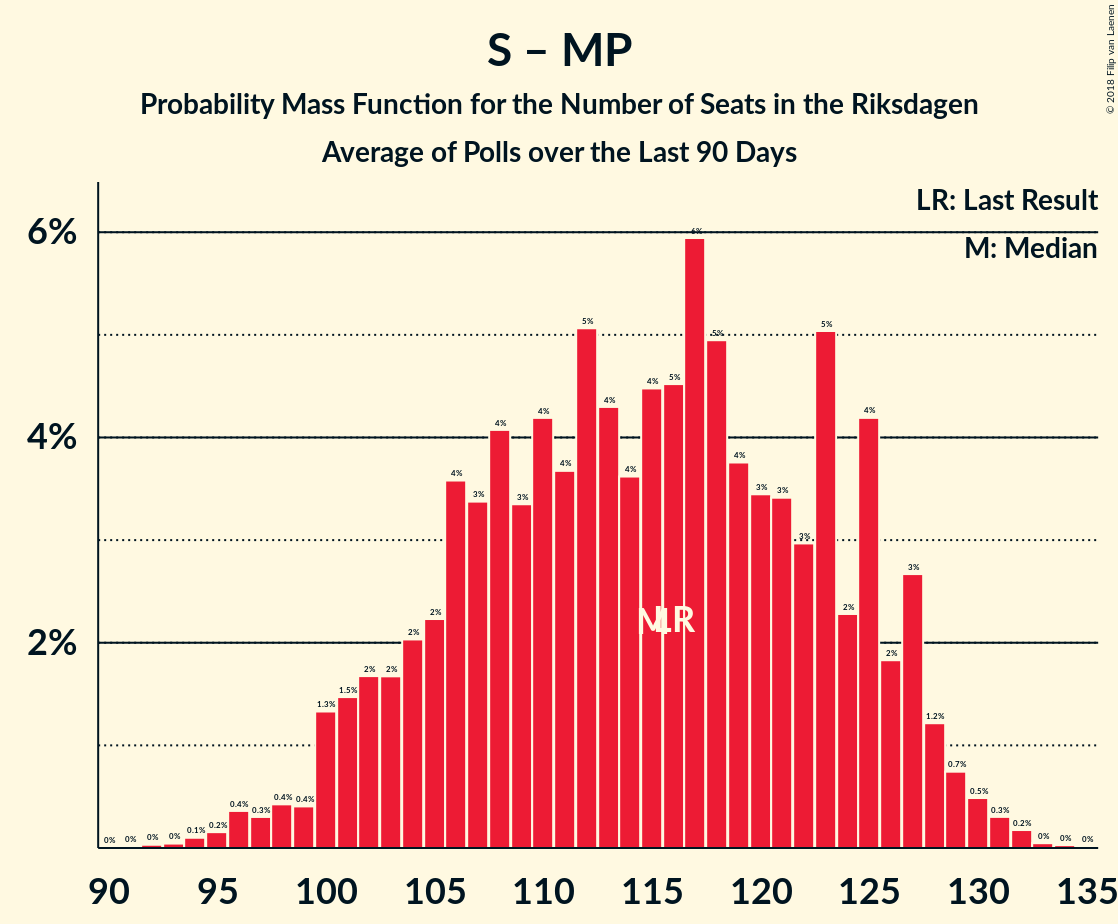 S – MP
Probability Mass Function for the Number of Seats in the Riksdagen
Average of Polls over the Last 90 Days
© 2018 Filip van Laenen
LR: Last Result
M: Median
6%
4%
2%
0% 0% 0% 0% 0.1% 0.2% 0.4% 0.3% 0.4% 0.4% 1.3% 1.5% 2% 2% 2% 2% 4% 3% 4% 3% 4% 4% 5% 4% 4% 4% 5% 6% 5% 4% 3% 3% 3% 5% 2% 4% 2% 3% 1.2% 0.7% 0.5% 0.3% 0.2% 0% 0% 0%
M LR
90 95 100 105 110 115 120 125 130 135